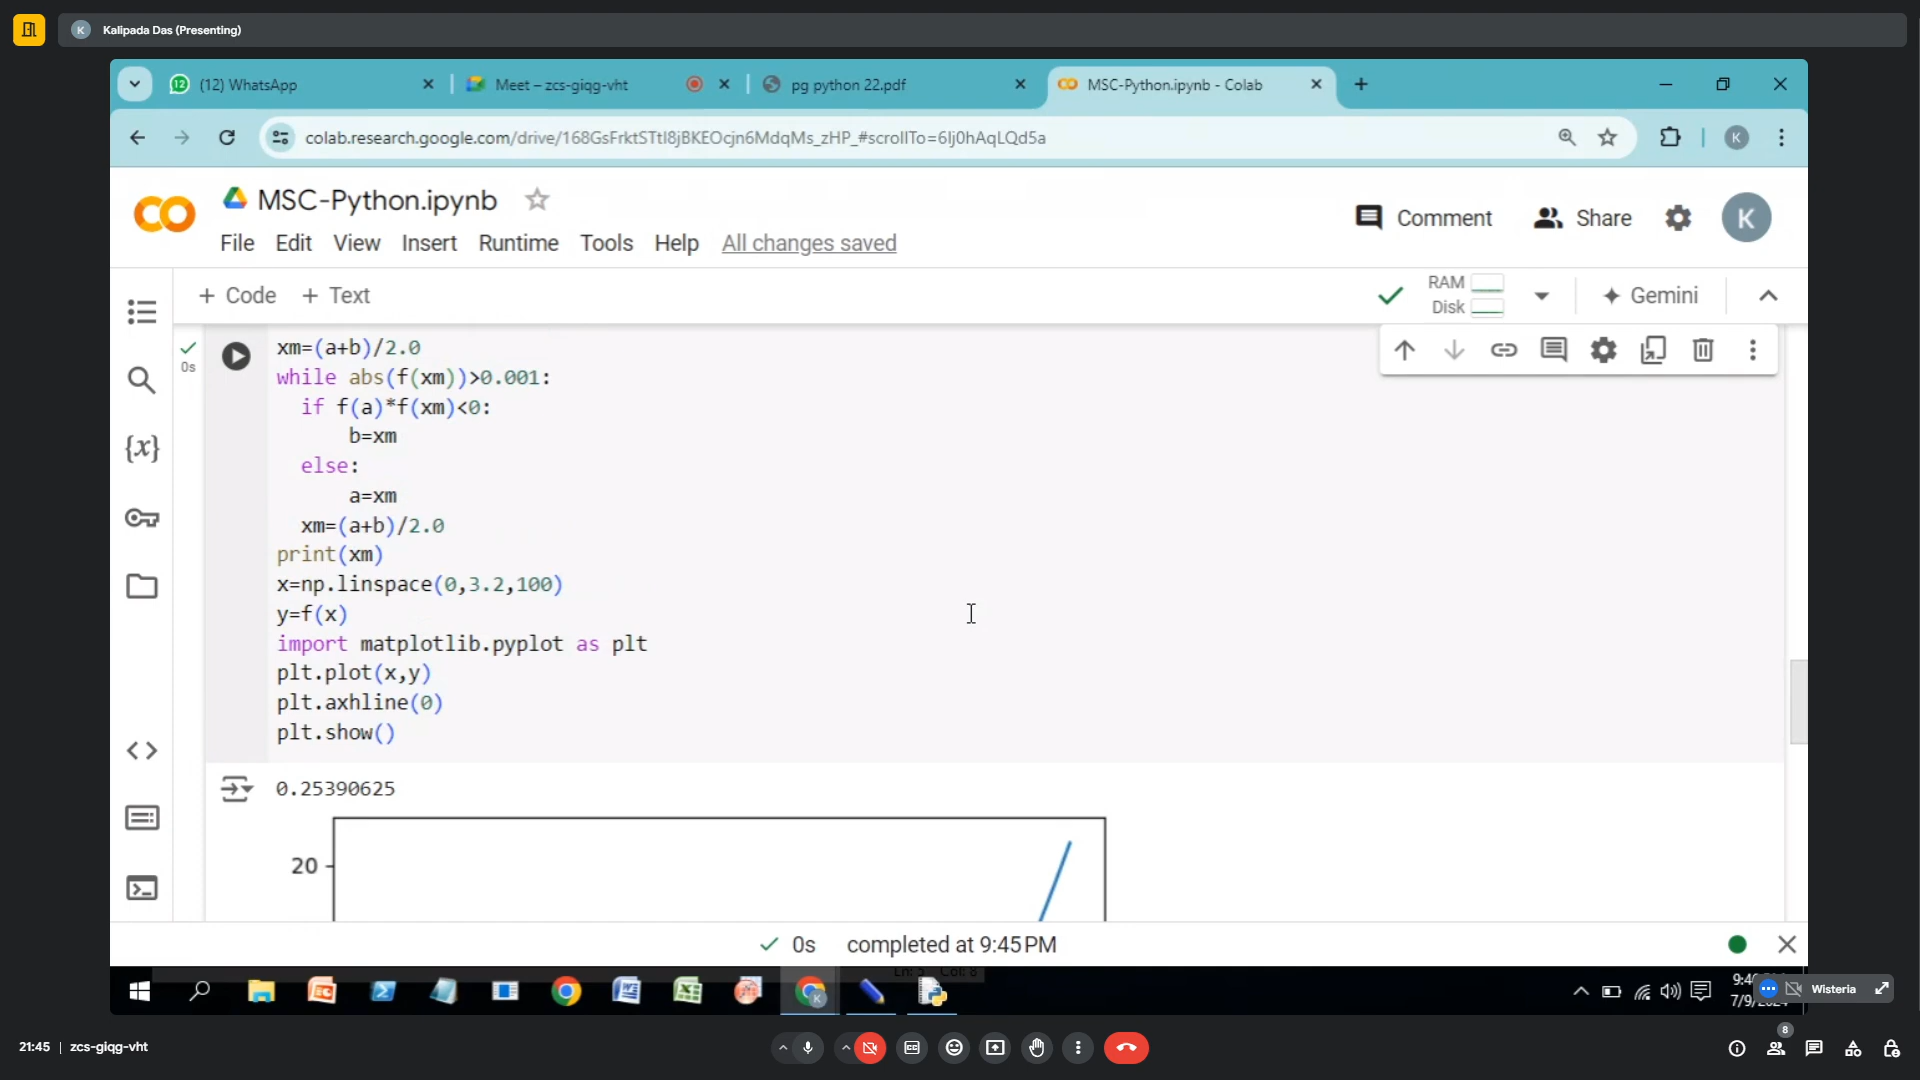 K Kalipada Das (Presenting)
12 (12) WhatsApp
Meet – zcs-giqg-vht
pg python 22.pdf
MSC-Python.ipynb - Colab
colab.research.google.com/drive/168GsFrktSTtI8jBKEOcjn6MdqMs_zHP_#scrollTo=6Ij0hAqLQd5a
K
MSC-Python.ipynb
Comment
Share
K
File Edit View Insert Runtime Tools Help All changes saved
+ Code + Text
RAM
Disk
Gemini
0s
xm=(a+b)/2.0
while abs(f(xm))>0.001:
if f(a)*f(xm)<0:
b=xm
else:
a=xm
xm=(a+b)/2.0
print(xm)
x=np.linspace(0,3.2,100)
y=f(x)
import matplotlib.pyplot as plt
plt.plot(x,y)
plt.axhline(0)
plt.show()
0.25390625
20
0s completed at 9:45 PM
Ln: 5 Col: 8
Wisteria
21:45 | zcs-giqg-vht
8